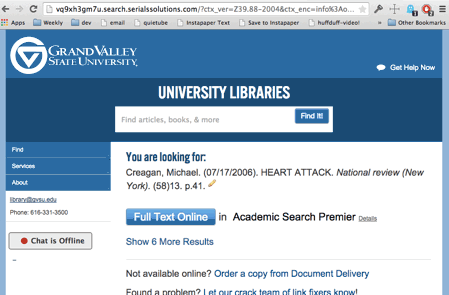 vq9xh3gm7u.search.serialssolutions.com/?ctx_ver=Z39.88-2004&ctx_enc=info%3Ao...
Apps Weekly dev email quietube Instapaper Text Copy to Instapaper huffduff-video! » Other Bookmarks
GRAND VALLEY
STATE UNIVERSITY
Get Help Now
UNIVERSITY LIBRARIES
Find articles, books, & more Find It!
Find
Services
About
library@gvsu.edu
Phone: 616-331-3500
Chat is Offline
You are looking for:
Creagan, Michael. (07/17/2006). HEART ATTACK. National review (New
York). (58)13. p.41.
Full Text Online in Academic Search Premier Details
Show 6 More Results
Not available online? Order a copy from Document Delivery
Found a problem? Let our crack team of link fixers know!